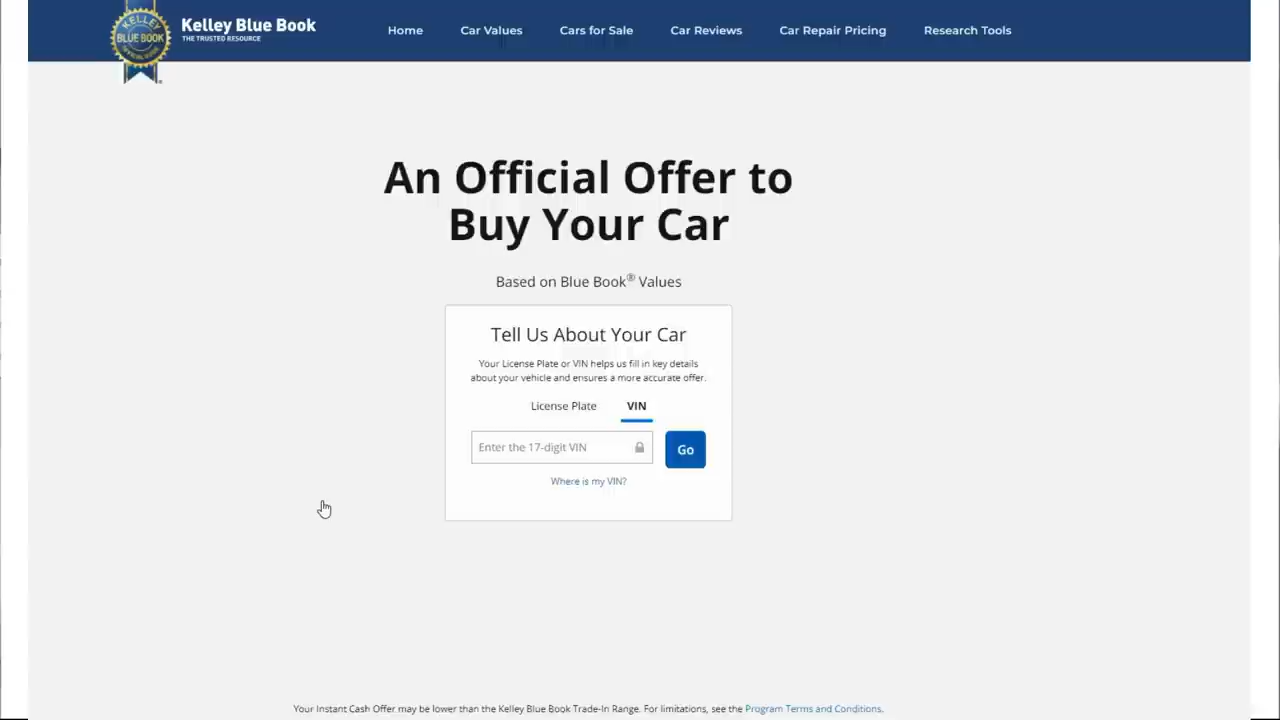 KELLEY
BLUE BOOK
Kelley Blue Book
THE TRUSTED RESOURCE
Home Car Values Cars for Sale Car Reviews Car Repair Pricing Research Tools
An Official Offer to
Buy Your Car
Based on Blue Book® Values
Tell Us About Your Car
Your License Plate or VIN helps us fill in key details
about your vehicle and ensures a more accurate offer.
License Plate VIN
Enter the 17-digit VIN Go
Where is my VIN?
Your Instant Cash Offer may be lower than the Kelley Blue Book Trade-In Range. For limitations, see the Program Terms and Conditions.